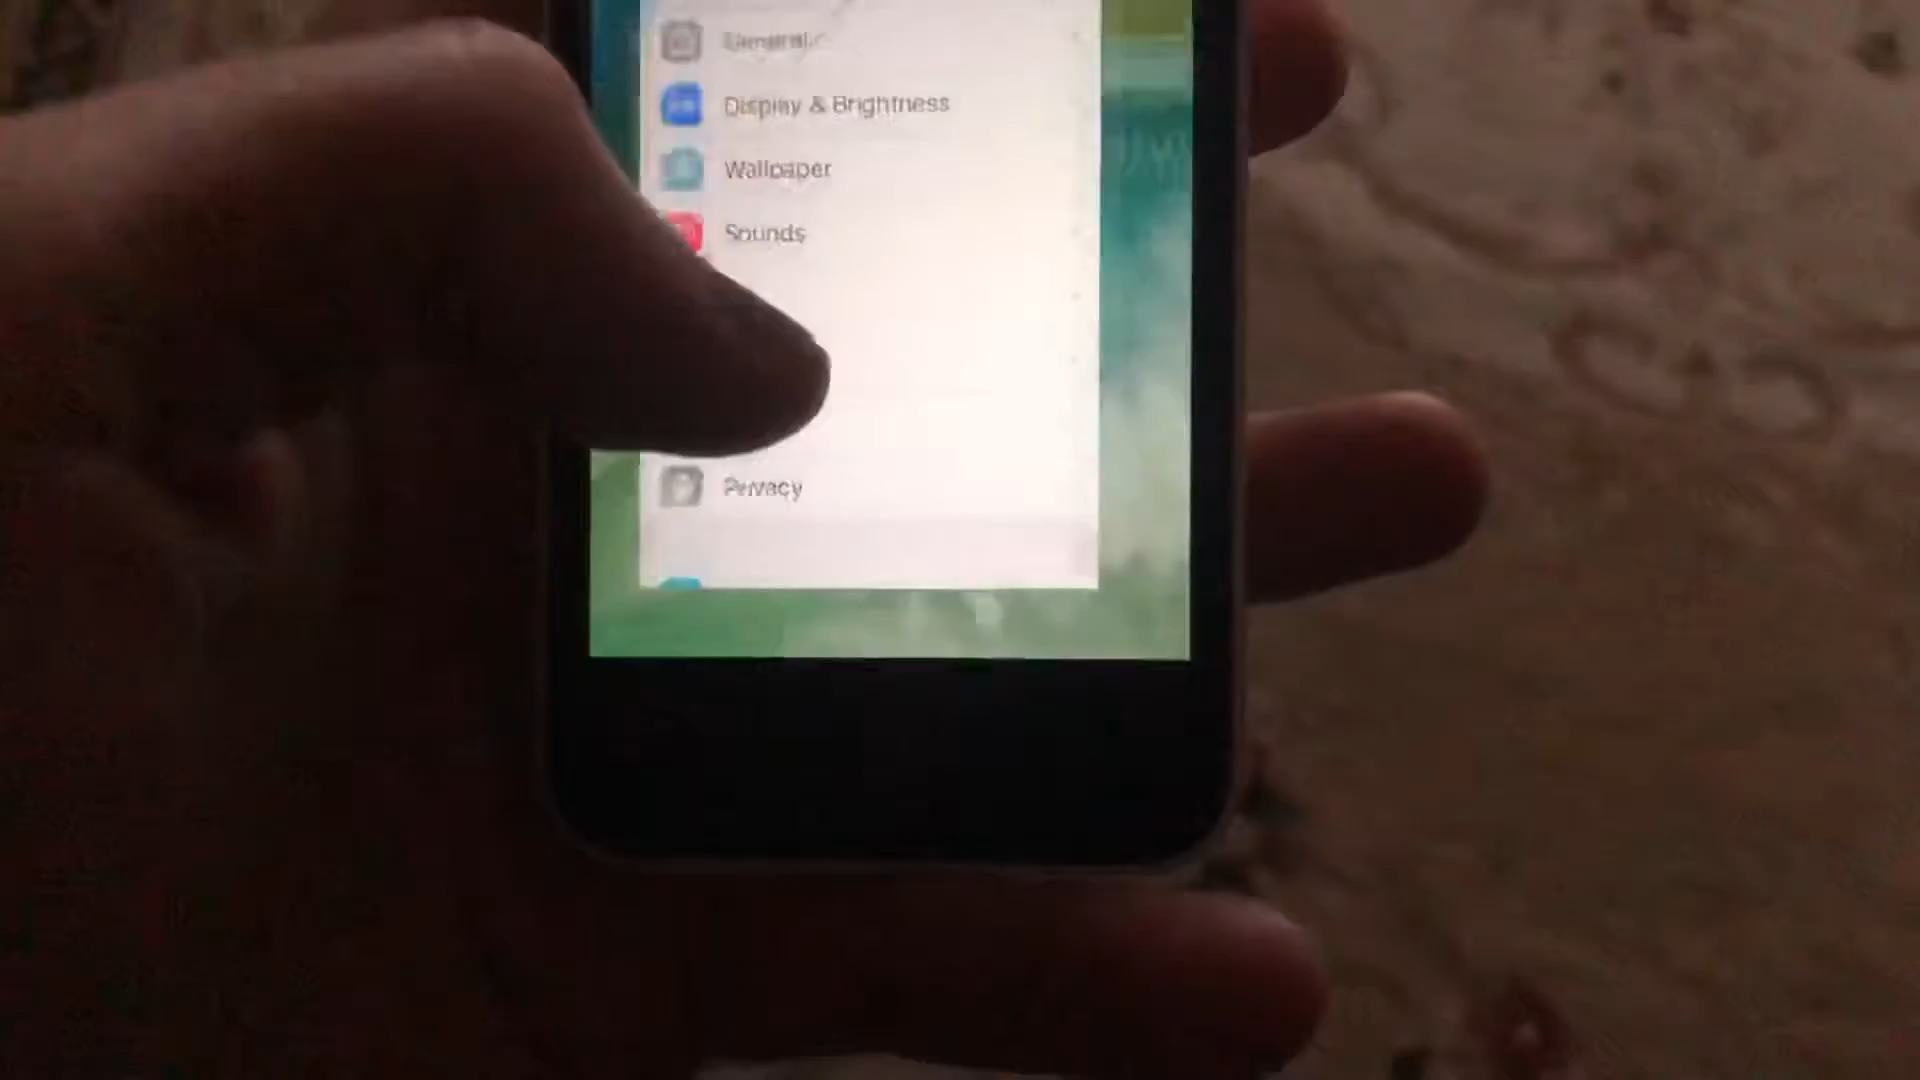 General
Display & Brightness
Wallpaper
Sounds
Privacy